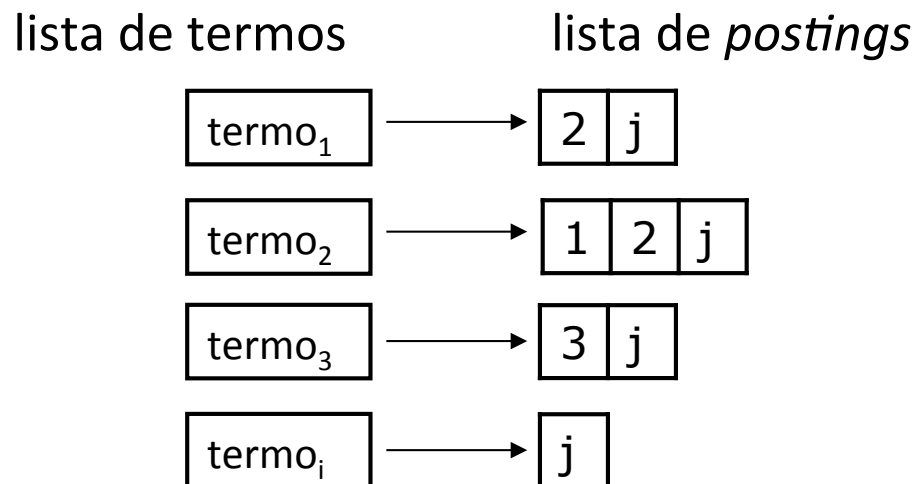 lista de termos lista de postings
termo₁ 2 j
termo₂ 1 2 j
termo₃ 3 j
termoᵢ j